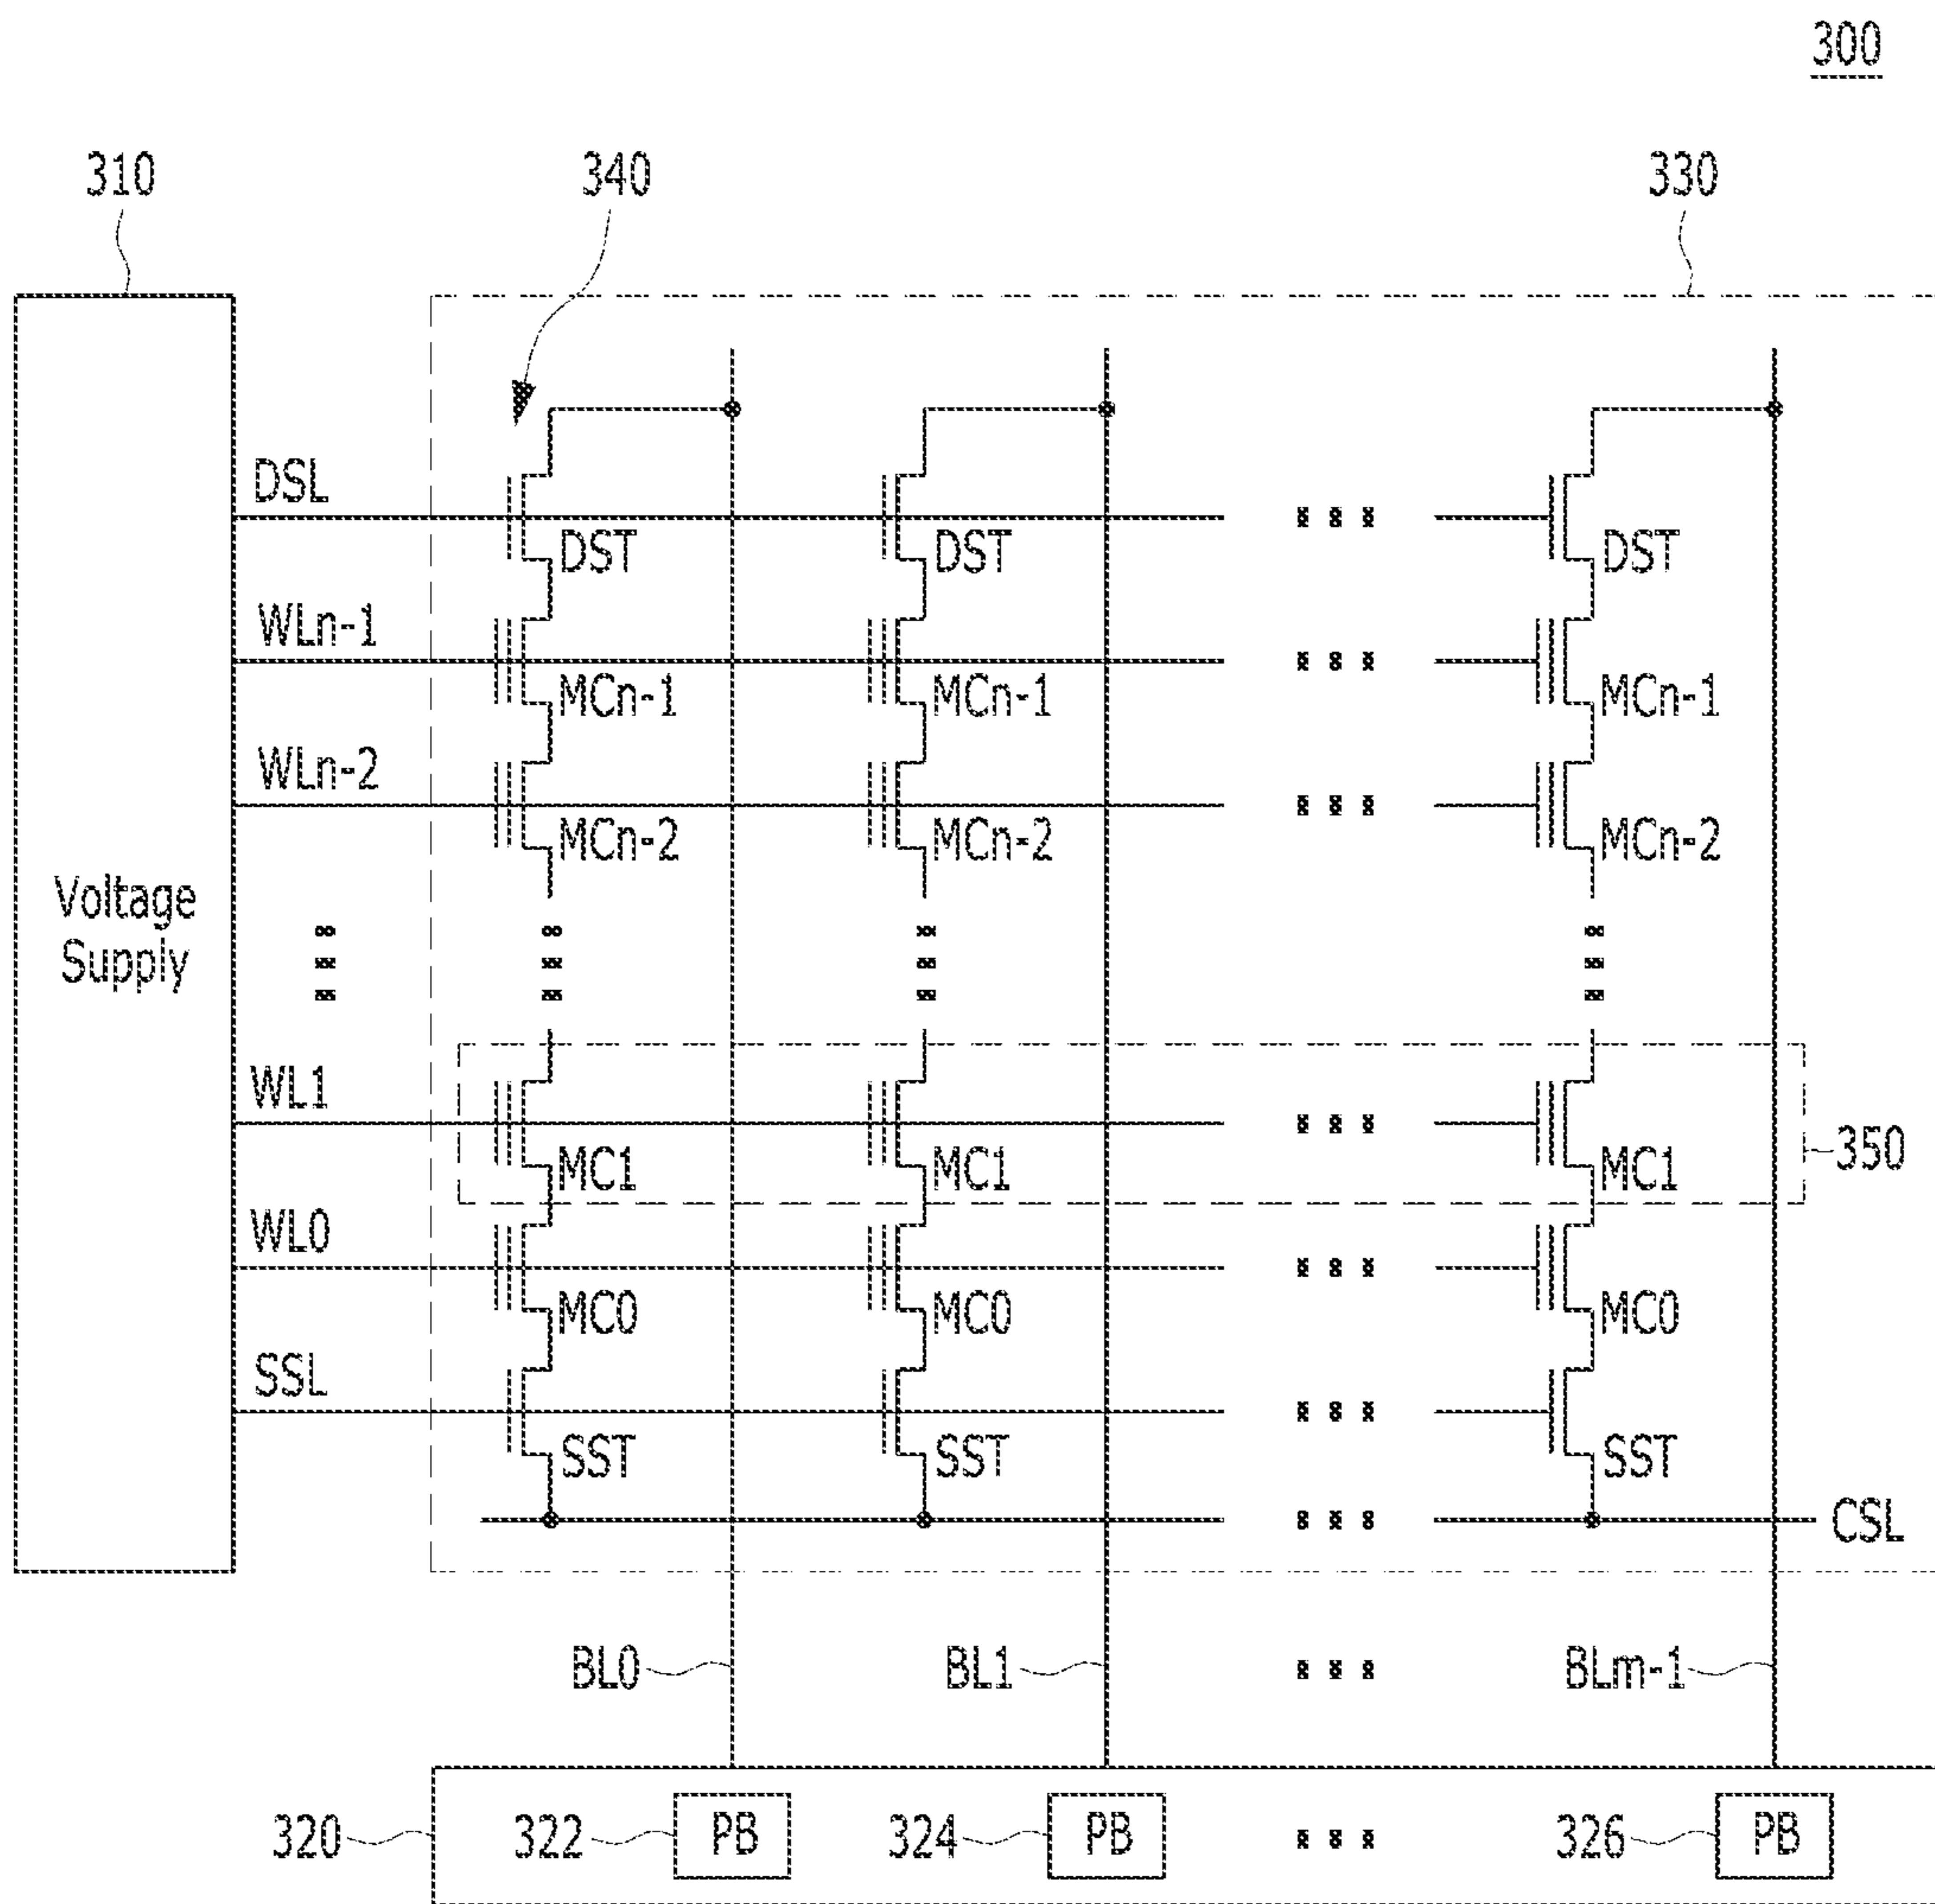 300
310
340
330
DSL
DST
DST
DST
WLn-1
MCn-1
MCn-1
MCn-1
WLn-2
MCn-2
MCn-2
MCn-2
Voltage
Supply
WL1
MC1
MC1
MC1
350
WL0
MC0
MC0
MC0
SSL
SST
SST
SST
CSL
BL0
BL1
BLm-1
320
322
PB
324
PB
326
PB